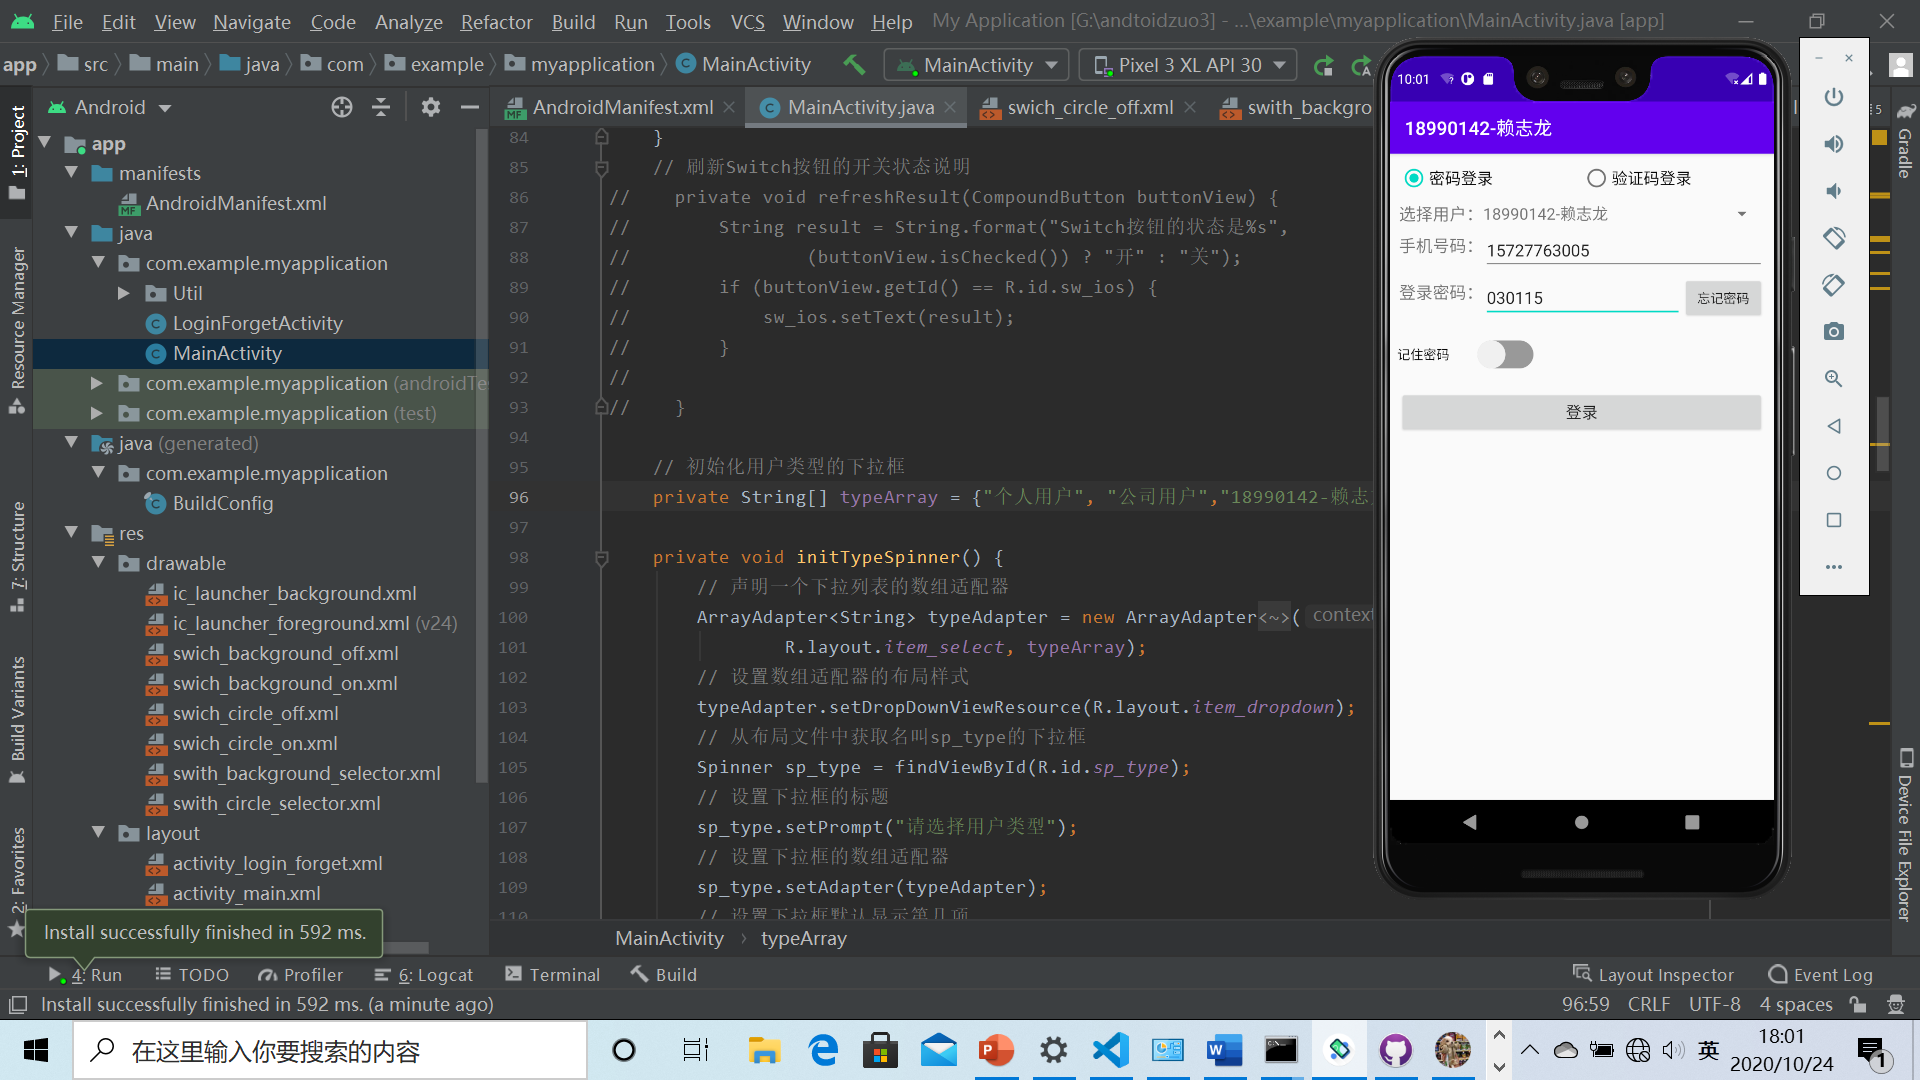 File Edit View Navigate Code Analyze Refactor Build Run Tools VCS Window Help My Application [G:\andtoidzuo3] - ...\example\myapplication\MainActivity.java [app]
app src main java com example myapplication MainActivity MainActivity Pixel 3 XL API 30
Android
AndroidManifest.xml MainActivity.java swich_circle_off.xml swith_backgro
1: Project
Resource Manager
7: Structure
Build Variants
2: Favorites
app
manifests
AndroidManifest.xml
java
com.example.myapplication
Util
LoginForgetActivity
MainActivity
com.example.myapplication (androidTe
com.example.myapplication (test)
java (generated)
com.example.myapplication
BuildConfig
res
drawable
ic_launcher_background.xml
ic_launcher_foreground.xml (v24)
swich_background_off.xml
swich_background_on.xml
swich_circle_off.xml
swich_circle_on.xml
swith_background_selector.xml
swith_circle_selector.xml
layout
activity_login_forget.xml
activity_main.xml
84 }
85 // 刷新Switch按钮的开关状态说明
86 // private void refreshResult(CompoundButton buttonView) {
87 // String result = String.format("Switch按钮的状态是%s",
88 // (buttonView.isChecked()) ? "开" : "关");
89 // if (buttonView.getId() == R.id.sw_ios) {
90 // sw_ios.setText(result);
91 // }
92 //
93 // }
94
95 // 初始化用户类型的下拉框
96 private String[] typeArray = {"个人用户", "公司用户","18990142-赖志
97
98 private void initTypeSpinner() {
99 // 声明一个下拉列表的数组适配器
100 ArrayAdapter<String> typeAdapter = new ArrayAdapter<~>( context
101 R.layout.item_select, typeArray);
102 // 设置数组适配器的布局样式
103 typeAdapter.setDropDownViewResource(R.layout.item_dropdown);
104 // 从布局文件中获取名叫sp_type的下拉框
105 Spinner sp_type = findViewById(R.id.sp_type);
106 // 设置下拉框的标题
107 sp_type.setPrompt("请选择用户类型");
108 // 设置下拉框的数组适配器
109 sp_type.setAdapter(typeAdapter);
110 // 设置下拉框默认显示第几项
MainActivity › typeArray
10:01
18990142-赖志龙
密码登录 验证码登录
选择用户：18990142-赖志龙
手机号码：15727763005
登录密码：030115 忘记密码
记住密码
登录
5
Gradle
Device File Explorer
Install successfully finished in 592 ms.
4: Run TODO Profiler 6: Logcat Terminal Build Layout Inspector Event Log
Install successfully finished in 592 ms. (a minute ago) 96:59 CRLF UTF-8 4 spaces
在这里输入你要搜索的内容
英
18:01
2020/10/24
1